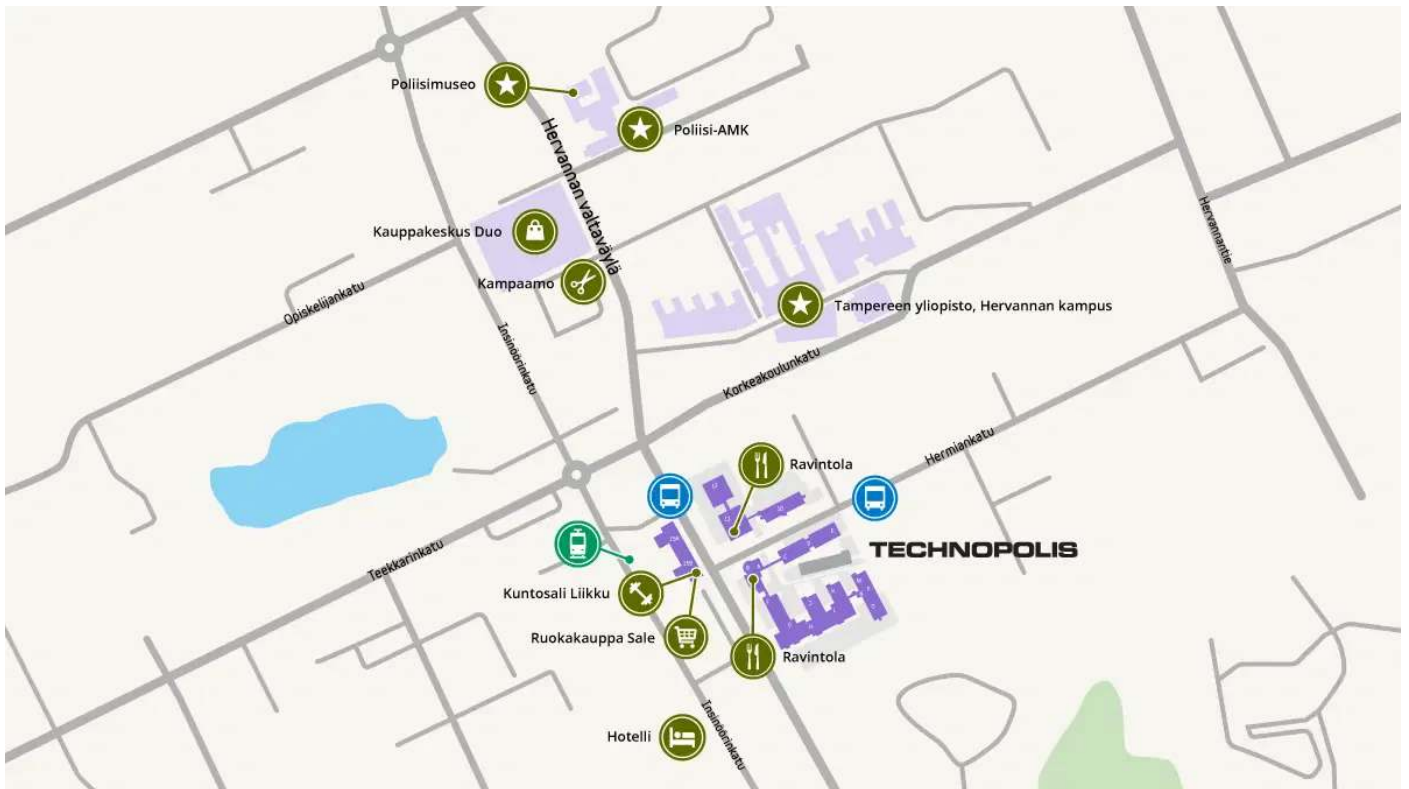 Poliisimuseo
Poliisi-AMK
Hervannan valtaväylä
Kauppakeskus Duo
Kampaamo
Hervannantie
Opiskelijankatu
Tampereen yliopisto, Hervannan kampus
Insinöörinkatu
Korkeakoulunkatu
Hermiankatu
Ravintola
TECHNOPOLIS
Teekkarinkatu
Kuntosali Liikku
Ruokakauppa Sale
Ravintola
Insinöörinkatu
Hotelli